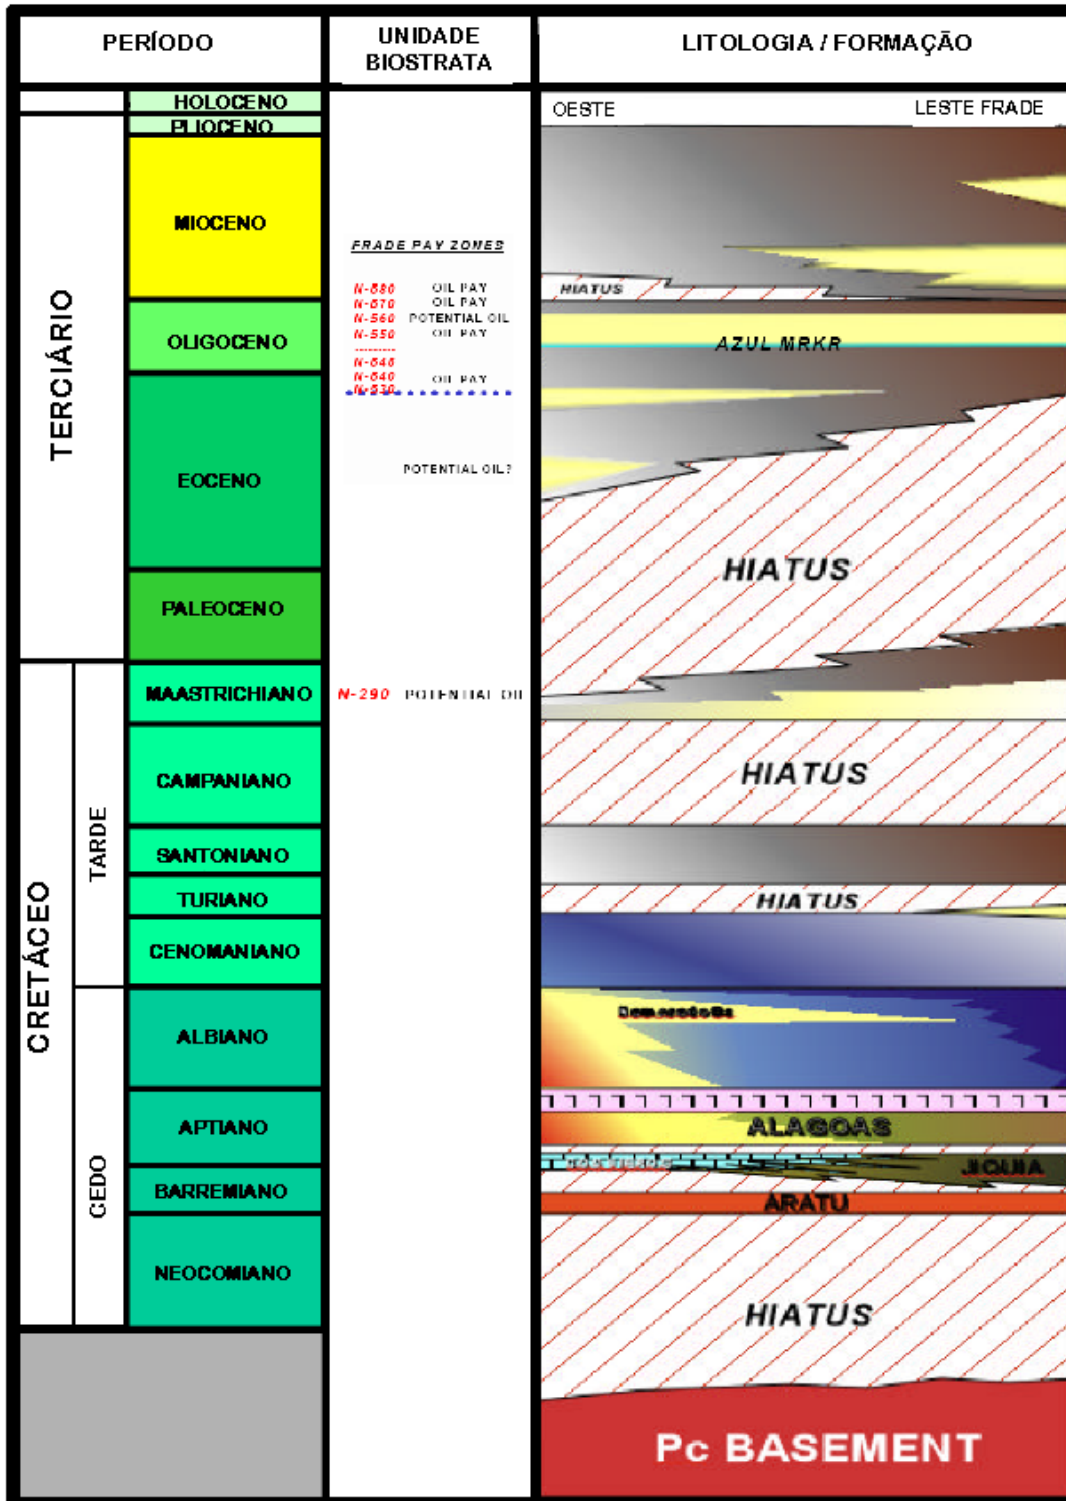 PERÍODO
UNIDADE
BIOSTRATA
LITOLOGIA / FORMAÇÃO
HOLOCENO
PLIOCENO
OESTE
LESTE FRADE
TERCIÁRIO
MIOCENO
FRADE PAY ZONES
N-580 OIL PAY
N-570 OIL PAY
N-560 POTENTIAL OIL
N-550 OIL PAY
---------
N-545
N-540 OIL PAY
N-530
POTENTIAL OIL?
HIATUS
OLIGOCENO
AZUL MRKR
EOCENO
HIATUS
PALEOCENO
CRETÁCEO
TARDE
MAASTRICHIANO
N-290 POTENTIAL OIL
CAMPANIANO
HIATUS
SANTONIANO
TURIANO
HIATUS
CENOMANIANO
CEDO
ALBIANO
APTIANO
ALAGOAS
JIQUIA
BARREMIANO
ARATU
NEOCOMIANO
HIATUS
Pc BASEMENT